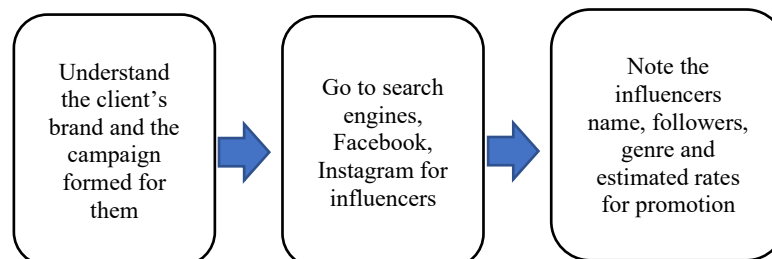 Understand
the client's
brand and the
campaign
formed for
them
Go to search
engines,
Facebook,
Instagram for
influencers
Note the
influencers
name, followers,
genre and
estimated rates
for promotion